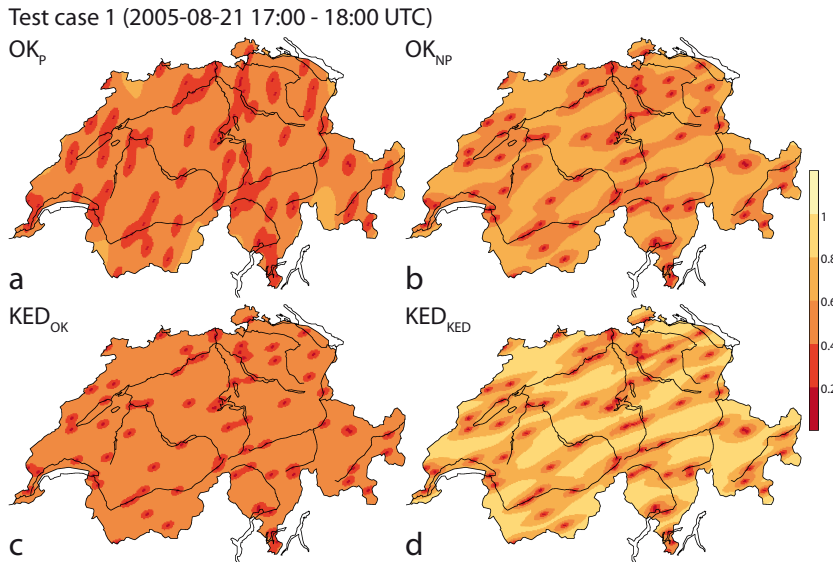 Test case 1 (2005-08-21 17:00 - 18:00 UTC)
OKP
OKNP
a
b
1
0.8
0.6
0.4
0.2
KEDOK
KEDKED
c
d